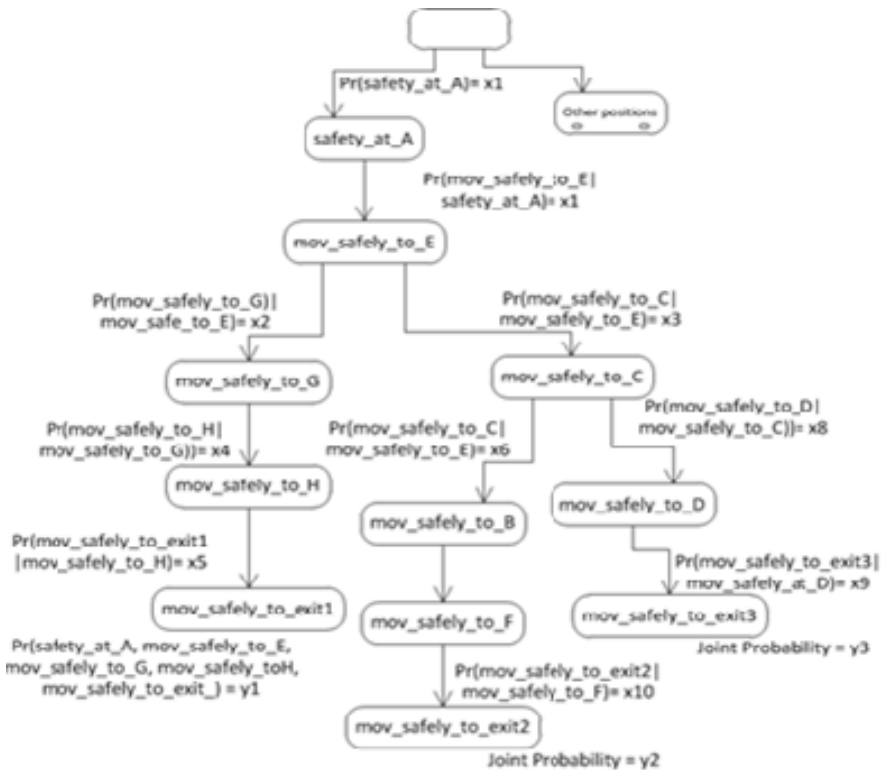 Pr(safety_at_A)= x1
Other positions
safety_at_A
Pr(mov_safely_to_E|
safety_at_A)= x1
mov_safely_to_E
Pr(mov_safely_to_G)|
mov_safe_to_E)= x2
Pr(mov_safely_to_C|
mov_safely_to_E)= x3
mov_safely_to_G
mov_safely_to_C
Pr(mov_safely_to_H|
mov_safely_to_G))= x4
Pr(mov_safely_to_C|
mov_safely_to_E)= x6
Pr(mov_safely_to_D|
mov_safely_to_C))= x8
mov_safely_to_H
mov_safely_to_B
mov_safely_to_D
Pr(mov_safely_to_exit1
|mov_safely_to_H)= x5
Pr(mov_safely_to_exit3|
mov_safely_at_D)= x9
mov_safely_to_exit1
mov_safely_to_F
mov_safely_to_exit3
Joint Probability = y3
Pr(safety_at_A, mov_safely_to_E,
mov_safely_to_G, mov_safely_toH,
mov_safely_to_exit_) = y1
Pr(mov_safely_to_exit2|
mov_safely_to_F)= x10
mov_safely_to_exit2
Joint Probability = y2